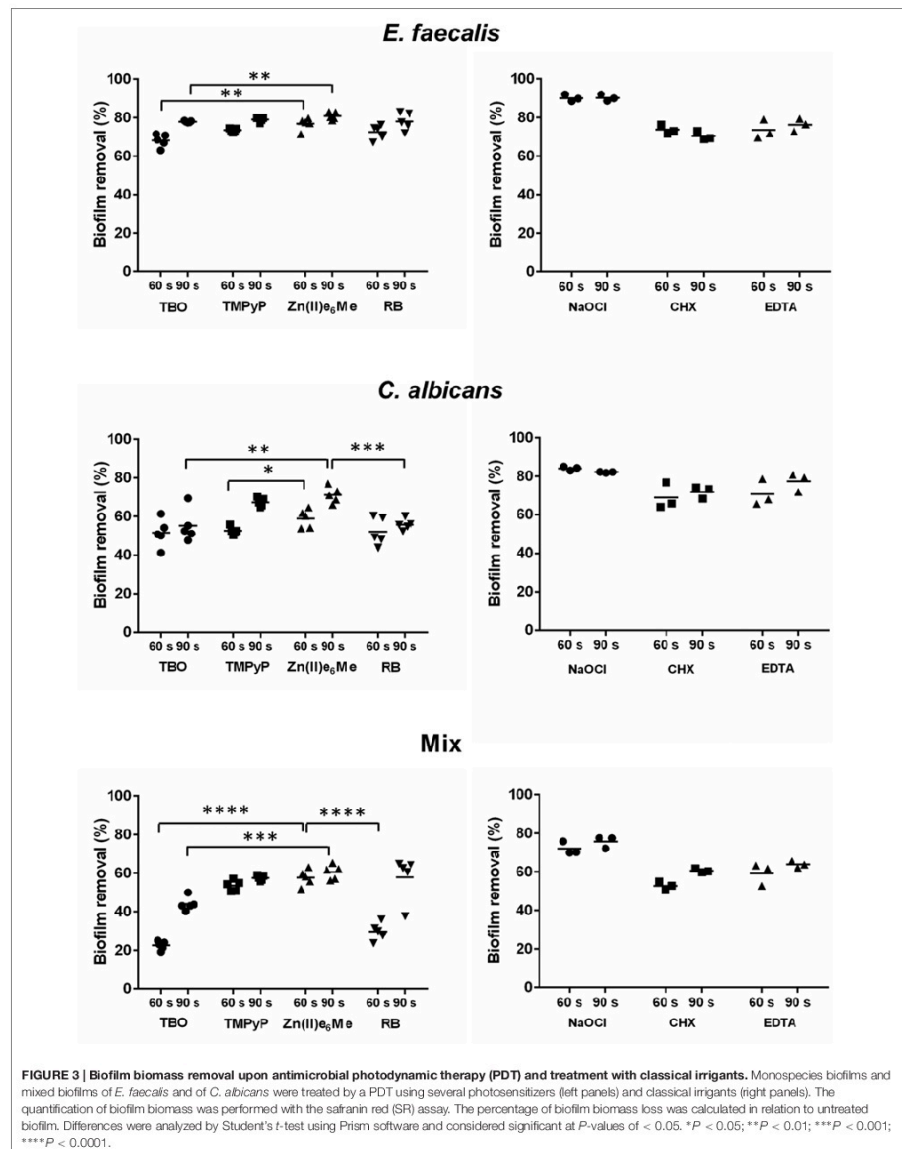 E. faecalis
** 
**
Biofilm removal (%)
100
80
60
40
20
0
60 s 90 s 60 s 90 s 60 s 90 s 60 s 90 s
TBO TMPyP Zn(II)e₆Me RB
Biofilm removal (%)
100
80
60
40
20
0
60 s 90 s 60 s 90 s 60 s 90 s
NaOCl CHX EDTA
C. albicans
** ***
*
Biofilm removal (%)
100
80
60
40
20
0
60 s 90 s 60 s 90 s 60 s 90 s 60 s 90 s
TBO TMPyP Zn(II)e₆Me RB
Biofilm removal (%)
100
80
60
40
20
0
60 s 90 s 60 s 90 s 60 s 90 s
NaOCl CHX EDTA
Mix
**** ****
***
Biofilm removal (%)
100
80
60
40
20
0
60 s 90 s 60 s 90 s 60 s 90 s 60 s 90 s
TBO TMPyP Zn(II)e₆Me RB
Biofilm removal (%)
100
80
60
40
20
0
60 s 90 s 60 s 90 s 60 s 90 s
NaOCl CHX EDTA
FIGURE 3 | Biofilm biomass removal upon antimicrobial photodynamic therapy (PDT) and treatment with classical irrigants. Monospecies biofilms and
mixed biofilms of E. faecalis and of C. albicans were treated by a PDT using several photosensitizers (left panels) and classical irrigants (right panels). The
quantification of biofilm biomass was performed with the safranin red (SR) assay. The percentage of biofilm biomass loss was calculated in relation to untreated
biofilm. Differences were analyzed by Student's t-test using Prism software and considered significant at P-values of < 0.05. *P < 0.05; **P < 0.01; ***P < 0.001;
****P < 0.0001.